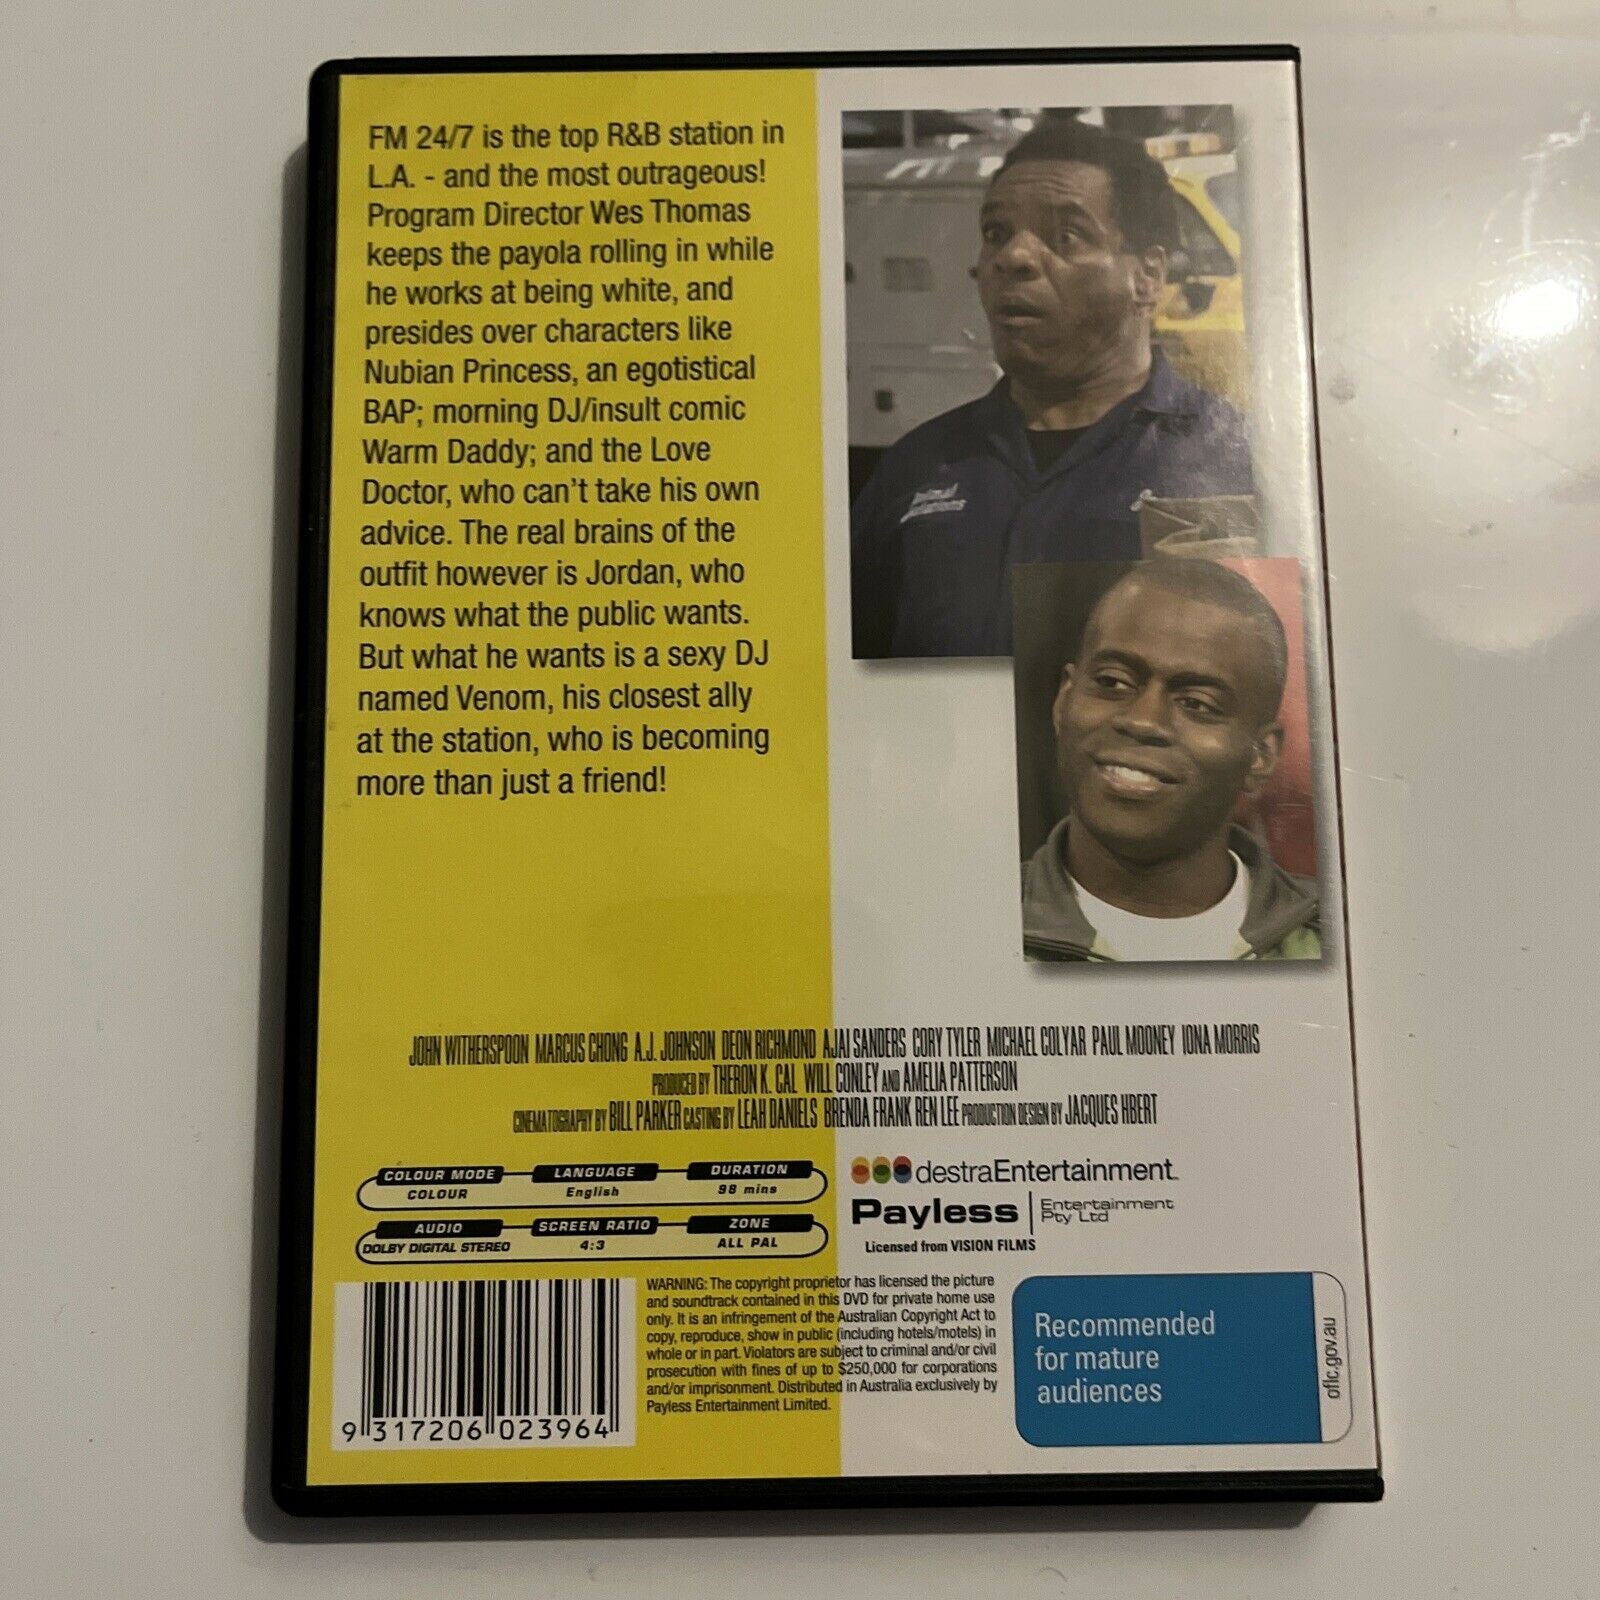 FM 24/7 is the top R&B station in
L.A. - and the most outrageous!
Program Director Wes Thomas
keeps the payola rolling in while
he works at being white, and
presides over characters like
Nubian Princess, an egotistical
BAP; morning DJ/insult comic
Warm Daddy; and the Love
Doctor, who can't take his own
advice. The real brains of the
outfit however is Jordan, who
knows what the public wants.
But what he wants is a sexy DJ
named Venom, his closest ally
at the station, who is becoming
more than just a friend!
JOHN WITHERSPOON MARCUS CHONG A.J. JOHNSON DEON RICHMOND AJAI SANDERS CORY TYLER MICHAEL COLYAR PAUL MOONEY IONA MORRIS
PRODUCED BY THERON K. CAL WILL CONLEY AND AMELIA PATTERSON
CINEMATOGRAPHY BY BILL PARKER CASTING BY LEAH DANIELS BRENDA FRANK REN LEE PRODUCTION DESIGN BY JACQUES HBERT
COLOUR MODE LANGUAGE DURATION
COLOUR English 98 mins
AUDIO SCREEN RATIO ZONE
DOLBY DIGITAL STEREO 4:3 ALL PAL
destraEntertainment
Payless Entertainment
Pty Ltd
Licensed from VISION FILMS
WARNING: The copyright proprietor has licensed the picture
and soundtrack contained in this DVD for private home use
only. It is an infringement of the Australian Copyright Act to
copy, reproduce, show in public (including hotels/motels) in
whole or in part. Violators are subject to criminal and/or civil
prosecution with fines of up to $250,000 for corporations
and/or imprisonment. Distributed in Australia exclusively by
Payless Entertainment Limited.
9 317206 023964
Recommended
for mature
audiences
oflc.gov.au